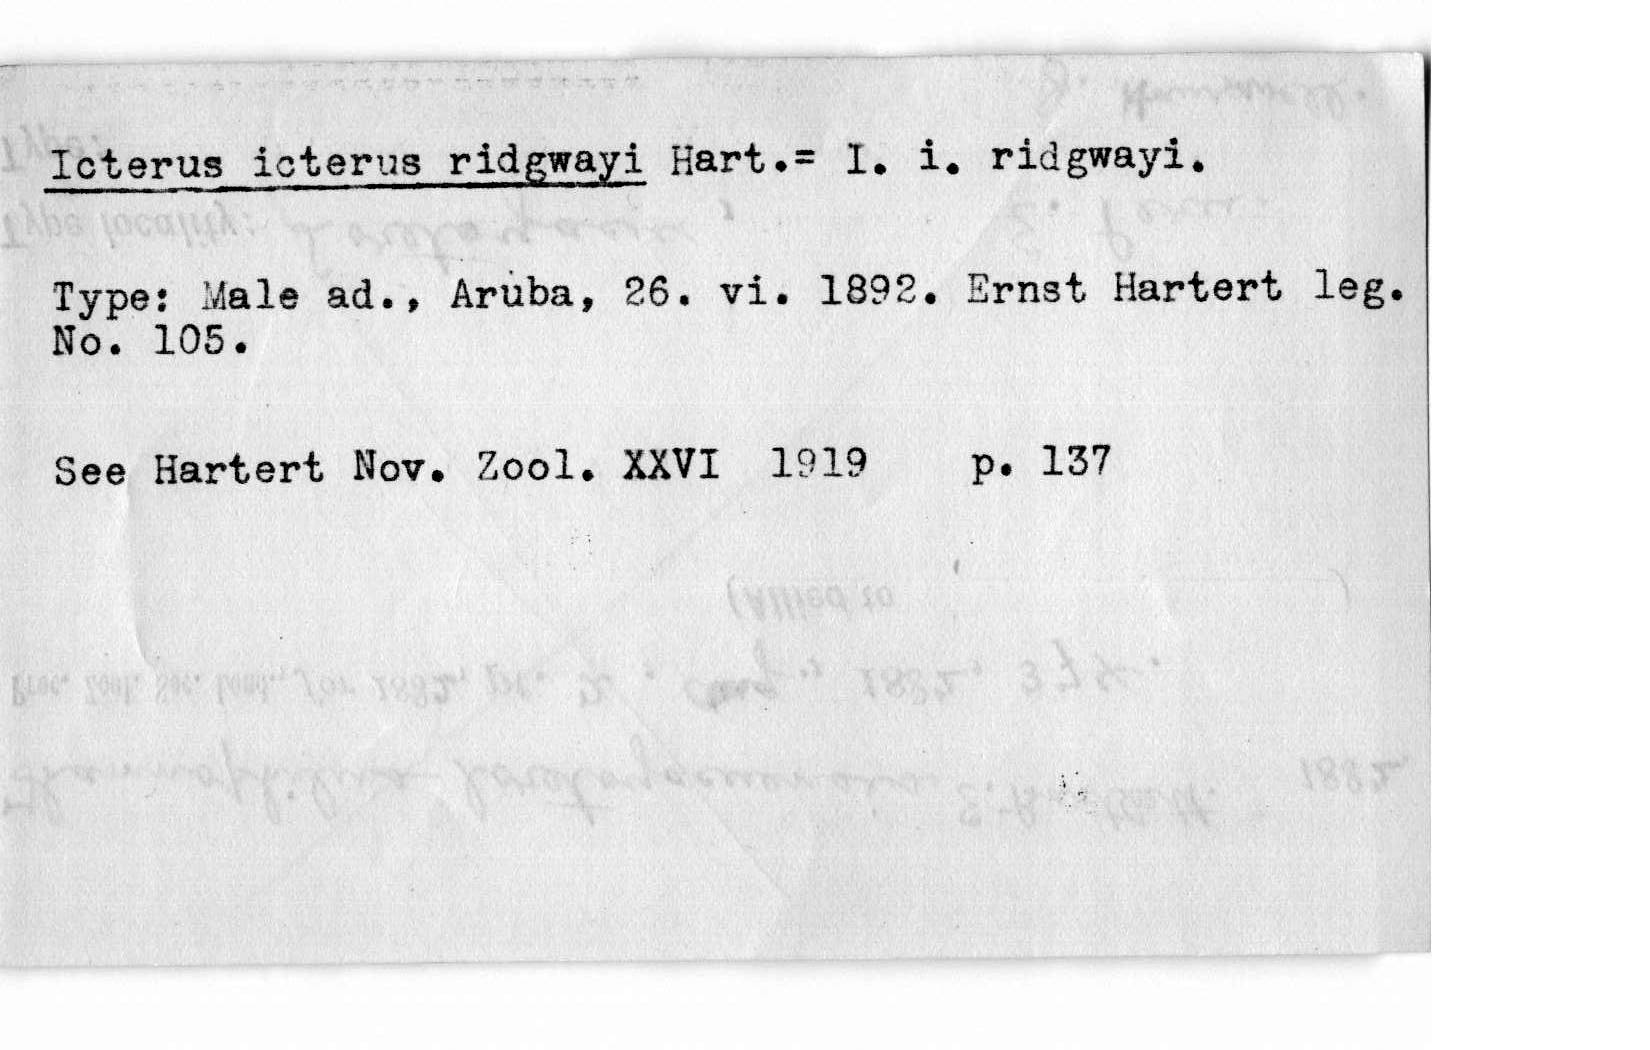 Icterus icterus ridgwayi Hart.= I. i. ridgwayi.
Type: Male ad., Aruba, 26. vi. 1892. Ernst Hartert leg.
No. 105.
See Hartert Nov. Zool. XXVI 1919 p. 137